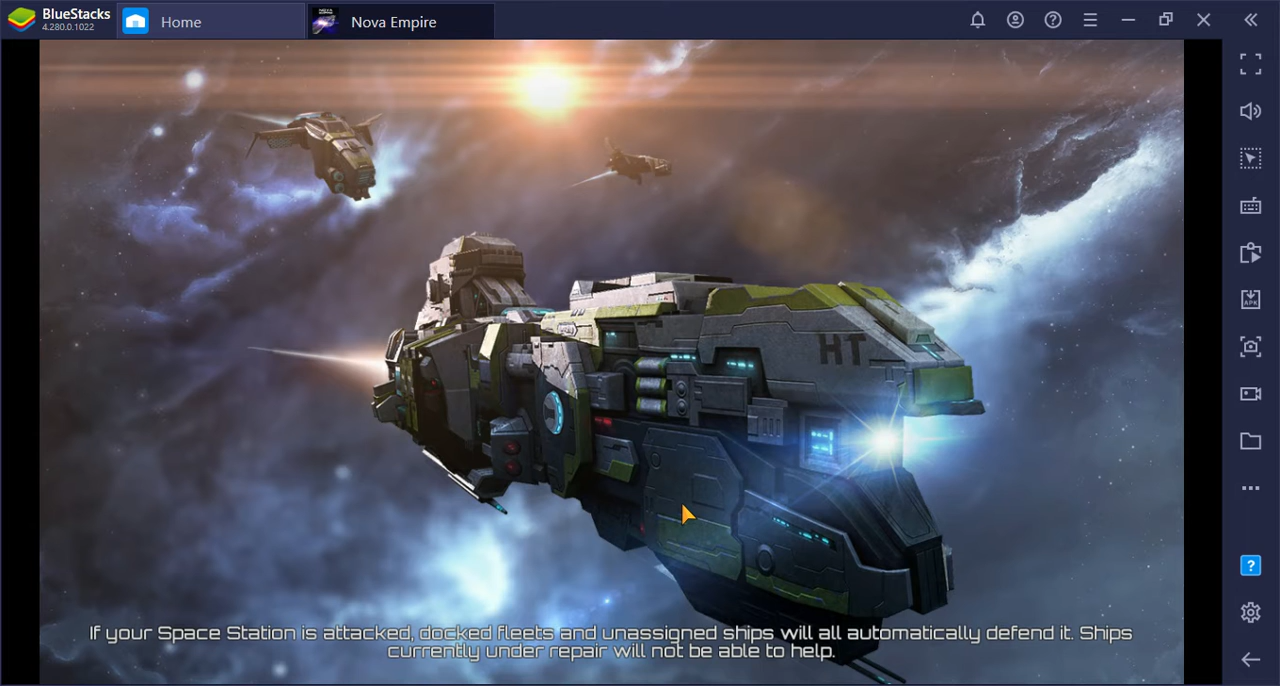 BlueStacks
4.280.0.1022
Home
Nova Empire
HT
If your Space Station is attacked, docked fleets and unassigned ships will all automatically defend it. Ships
currently under repair will not be able to help.
APK